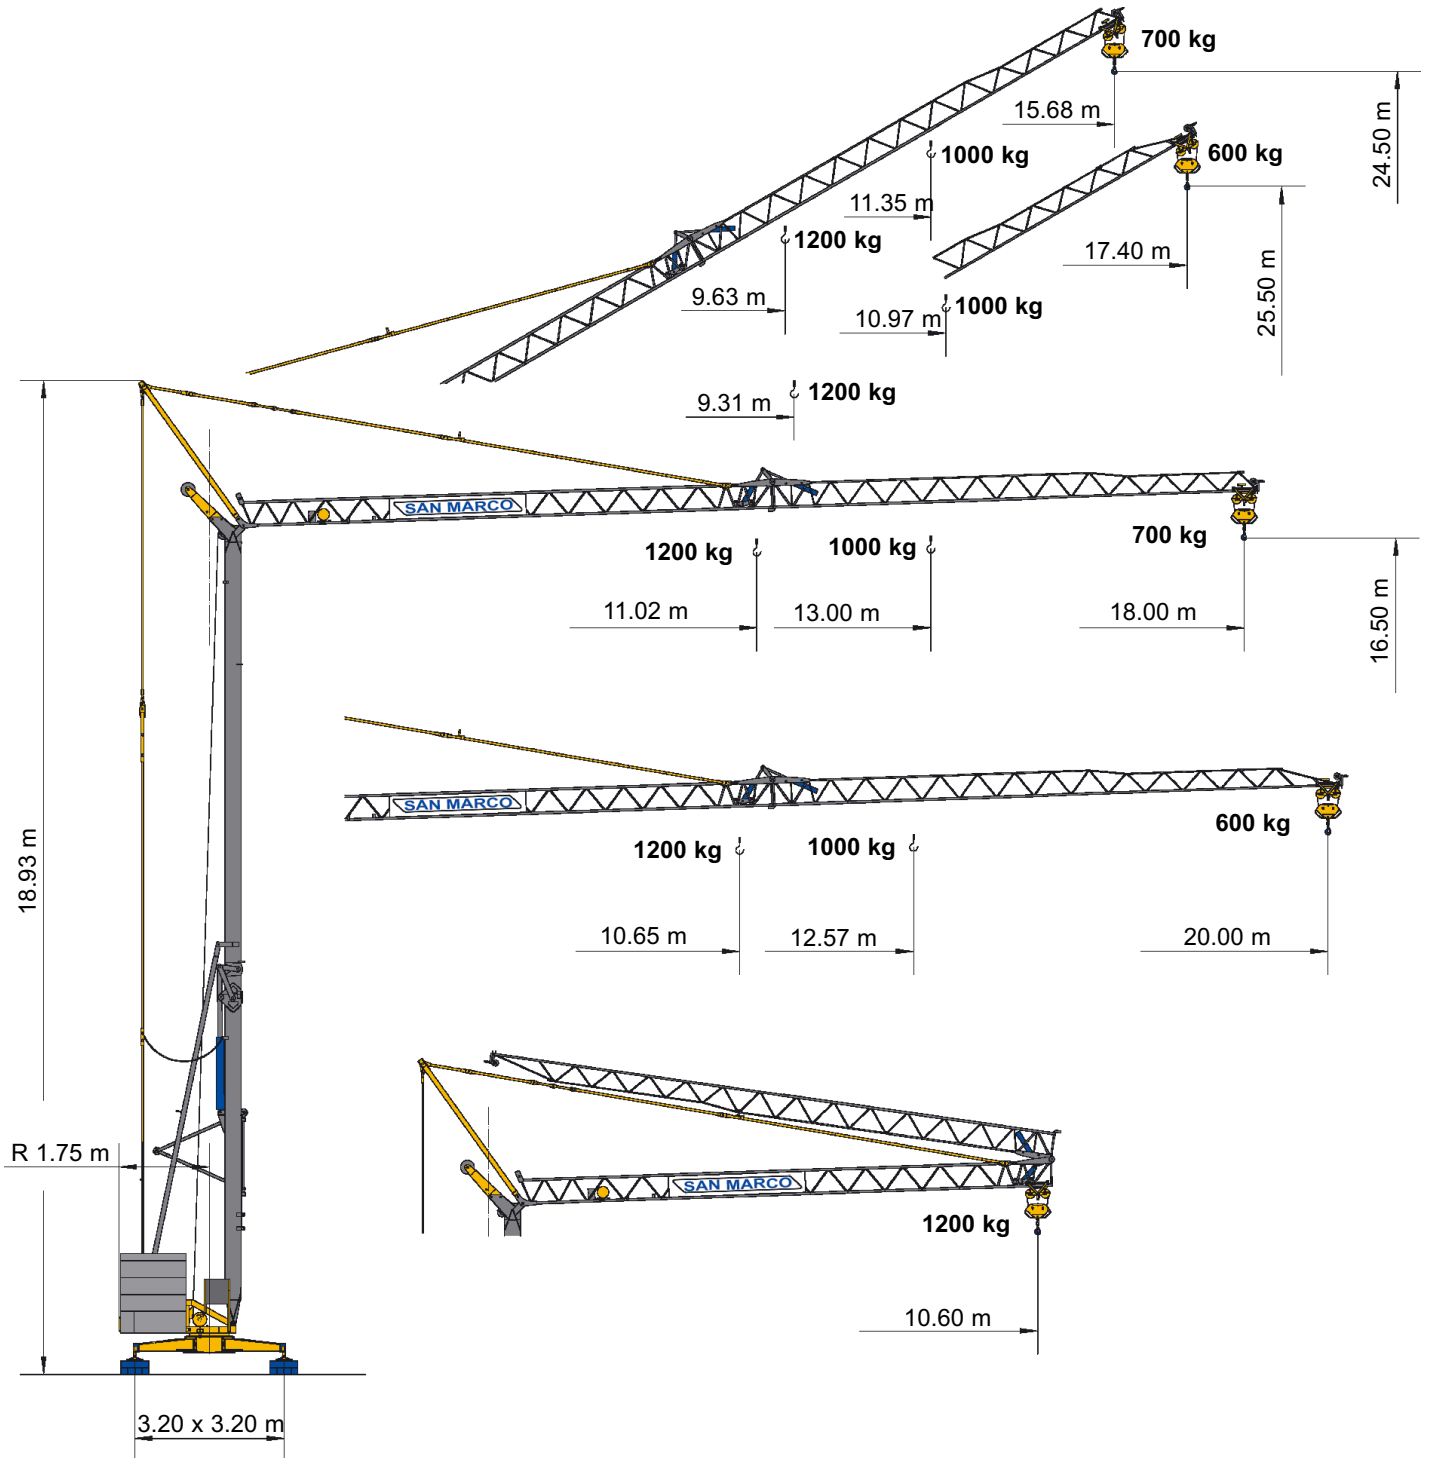 700 kg
15.68 m
24.50 m
1000 kg
600 kg
11.35 m
1200 kg
17.40 m
25.50 m
9.63 m
10.97 m
1000 kg
9.31 m
1200 kg
SAN MARCO
1200 kg
1000 kg
700 kg
11.02 m
13.00 m
18.00 m
16.50 m
SAN MARCO
1200 kg
1000 kg
600 kg
18.93 m
10.65 m
12.57 m
20.00 m
R 1.75 m
SAN MARCO
1200 kg
10.60 m
3.20 x 3.20 m